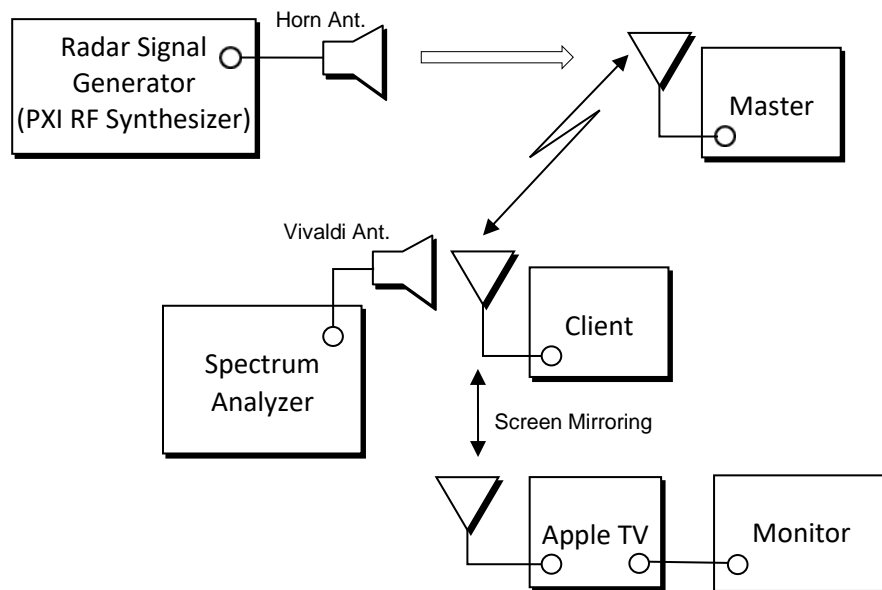 Horn Ant.
Radar Signal
Generator
(PXI RF Synthesizer)
Master
Vivaldi Ant.
Client
Spectrum
Analyzer
Screen Mirroring
Apple TV
Monitor